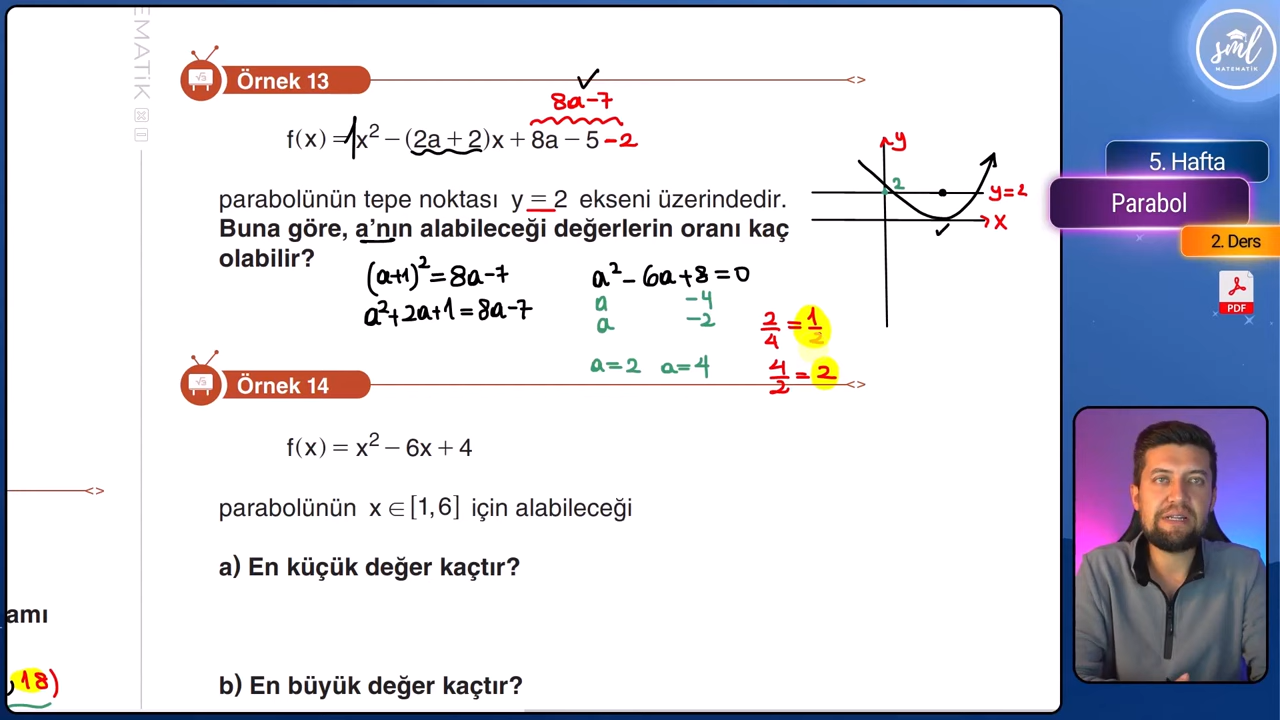 EMATİK
Örnek 13
8a-7
f(x) = 1x² − (2a + 2)x + 8a − 5 -2
parabolünün tepe noktası y = 2 ekseni üzerindedir.
Buna göre, a'nın alabileceği değerlerin oranı kaç
olabilir?
(a+1)² = 8a-7
a²+2a+1 = 8a-7
a² - 6a + 8 = 0
a -4
a -2
a=2 a=4
2/4 = 1/2
4/2 = 2
y
2
y=2
x
Örnek 14
f(x) = x² − 6x + 4
parabolünün x ∈ [1,6] için alabileceği
a) En küçük değer kaçtır?
b) En büyük değer kaçtır?
amı
18)
sml
MATEMATİK
5. Hafta
Parabol
2. Ders
PDF